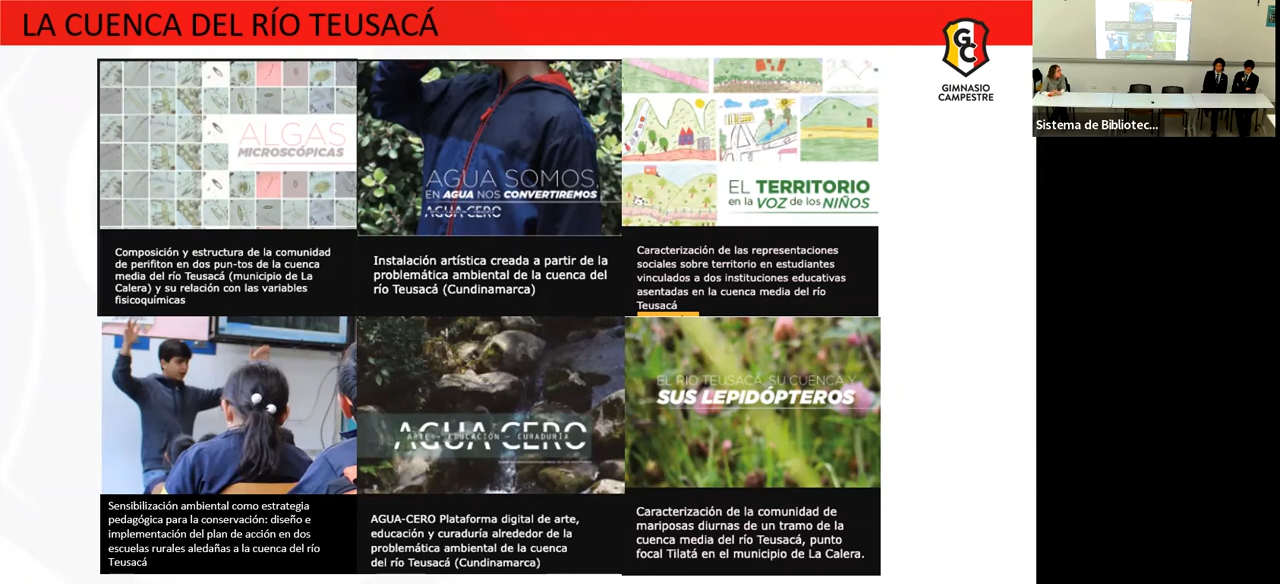 LA CUENCA DEL RÍO TEUSACÁ
GC
GIMNASIO
CAMPESTRE
Sistema de Bibliotec...
ALGAS
MICROSCÓPICAS
Composición y estructura de la comunidad
de perifiton en dos pun-tos de la cuenca
media del río Teusacá (municipio de La
Calera) y su relación con las variables
fisicoquímicas
AGUA SOMOS,
EN AGUA NOS CONVERTIREMOS
AGUA CERO
Instalación artística creada a partir de la
problemática ambiental de la cuenca del
río Teusacá (Cundinamarca)
EL TERRITORIO
en la VOZ de los NIÑOS
Caracterización de las representaciones
sociales sobre territorio en estudiantes
vinculados a dos instituciones educativas
asentadas en la cuenca media del río
Teusacá
Sensibilización ambiental como estrategia
pedagógica para la conservación: diseño e
implementación del plan de acción en dos
escuelas rurales aledañas a la cuenca del río
Teusacá
AGUA CERO
ARTE - EDUCACIÓN - CURADURÍA
AGUA-CERO Plataforma digital de arte,
educación y curaduría alrededor de la
problemática ambiental de la cuenca
del río Teusacá (Cundinamarca)
EL RIO TEUSACÁ, SU CUENCA Y
SUS LEPIDÓPTEROS
Caracterización de la comunidad de
mariposas diurnas de un tramo de la
cuenca media del río Teusacá, punto
focal Tilatá en el municipio de La Calera.